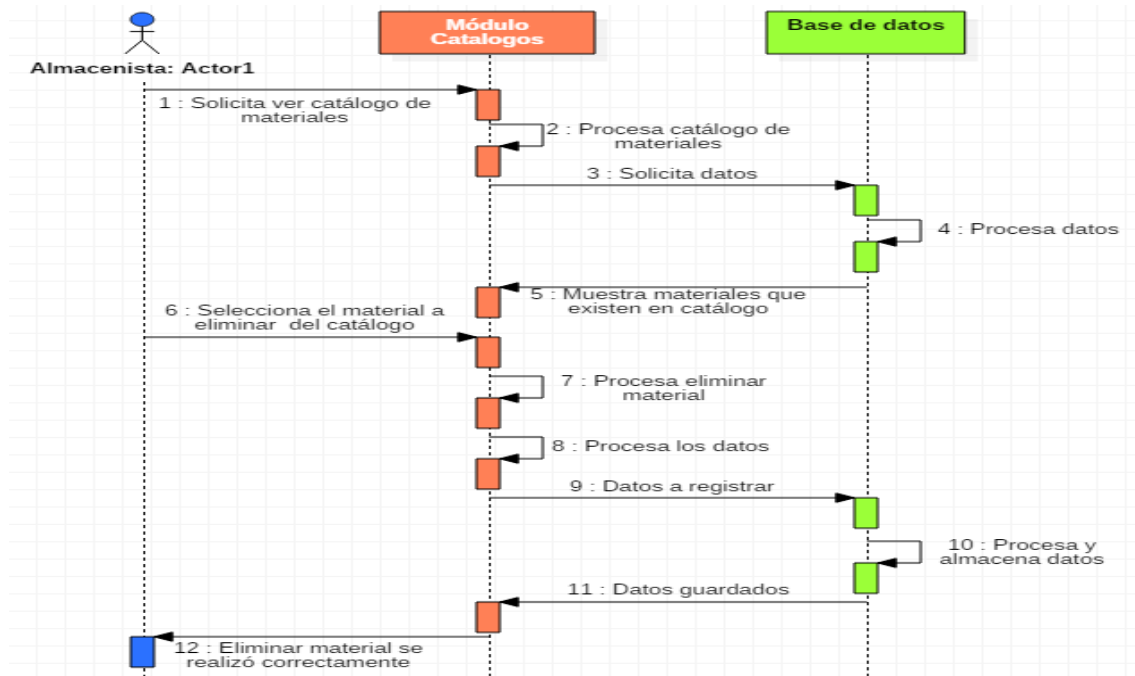 Módulo
Catalogos
Base de datos
Almacenista: Actor1
1 : Solicita ver catálogo de
materiales
2 : Procesa catálogo de
materiales
3 : Solicita datos
4 : Procesa datos
5 : Muestra materiales que
existen en catálogo
6 : Selecciona el material a
eliminar del catálogo
7 : Procesa eliminar
material
8 : Procesa los datos
9 : Datos a registrar
10 : Procesa y
almacena datos
11 : Datos guardados
12 : Eliminar material se
realizó correctamente